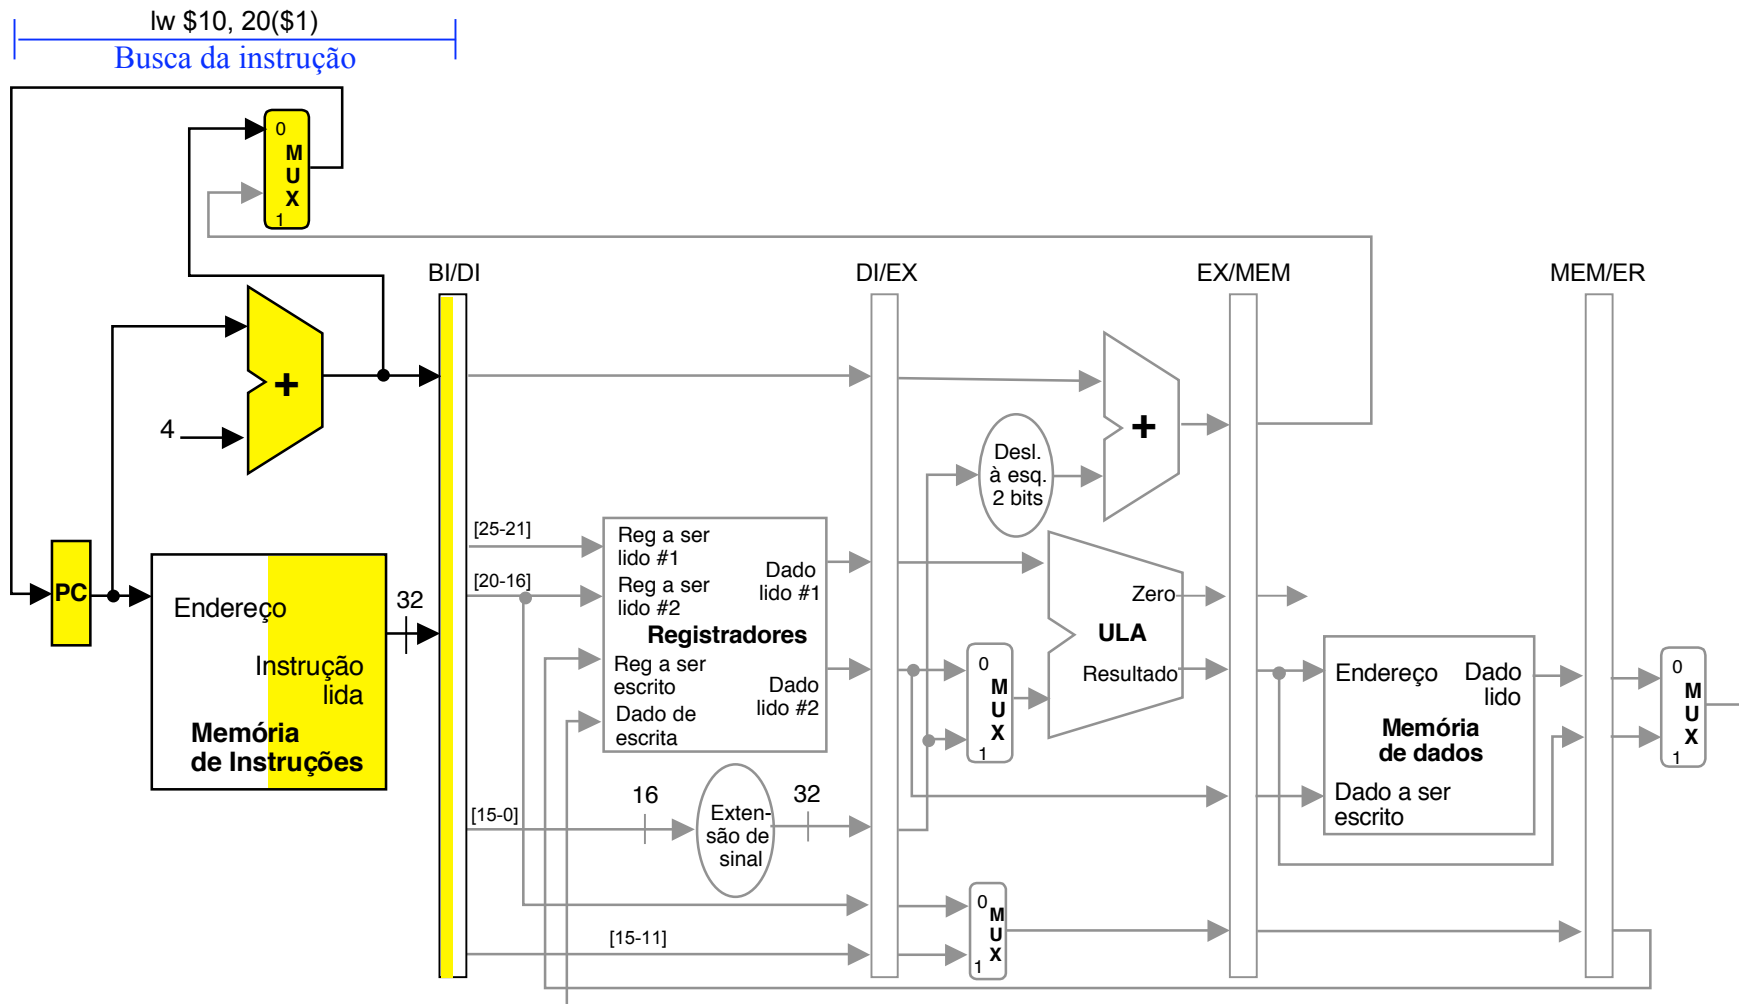 lw $10, 20($1)
Busca da instrução
0
M
U
X
1
BI/DI
DI/EX
EX/MEM
MEM/ER
+
4
+
Desl.
à esq.
2 bits
PC
Endereço
Instrução
lida
Memória
de Instruções
32
[25-21]
[20-16]
Reg a ser
lido #1
Reg a ser
lido #2
Registradores
Reg a ser
escrito
Dado de
escrita
Dado
lido #1
Dado
lido #2
0
M
U
X
1
Zero
ULA
Resultado
Endereço
Dado
lido
Memória
de dados
Dado a ser
escrito
0
M
U
X
1
[15-0]
16
Exten-
são de
sinal
32
[15-11]
0
M
U
X
1